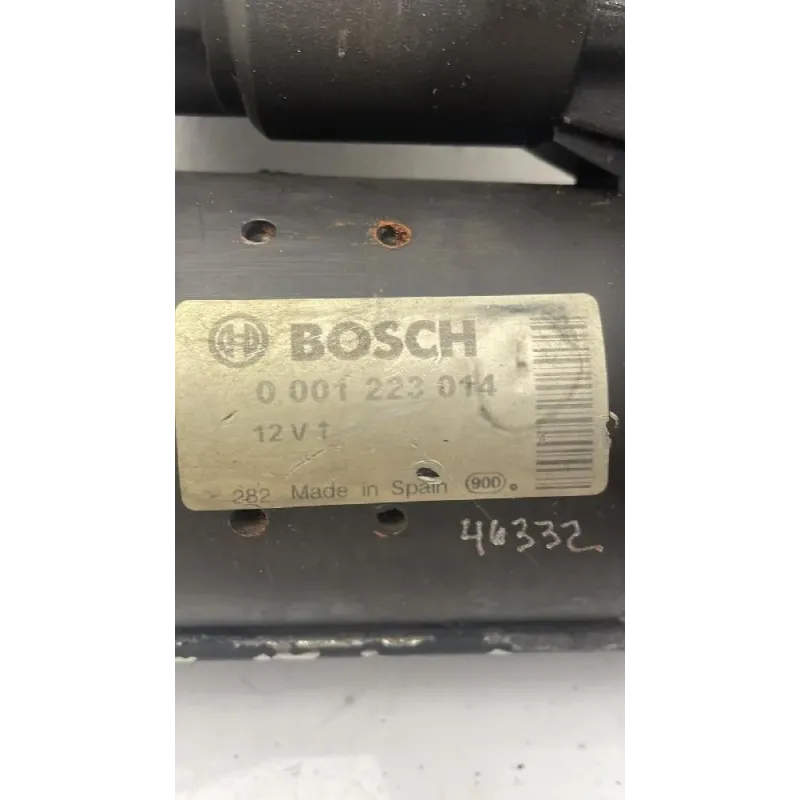 BOSCH
0 001 223 014
12 V
282 Made in Spain 900
46332